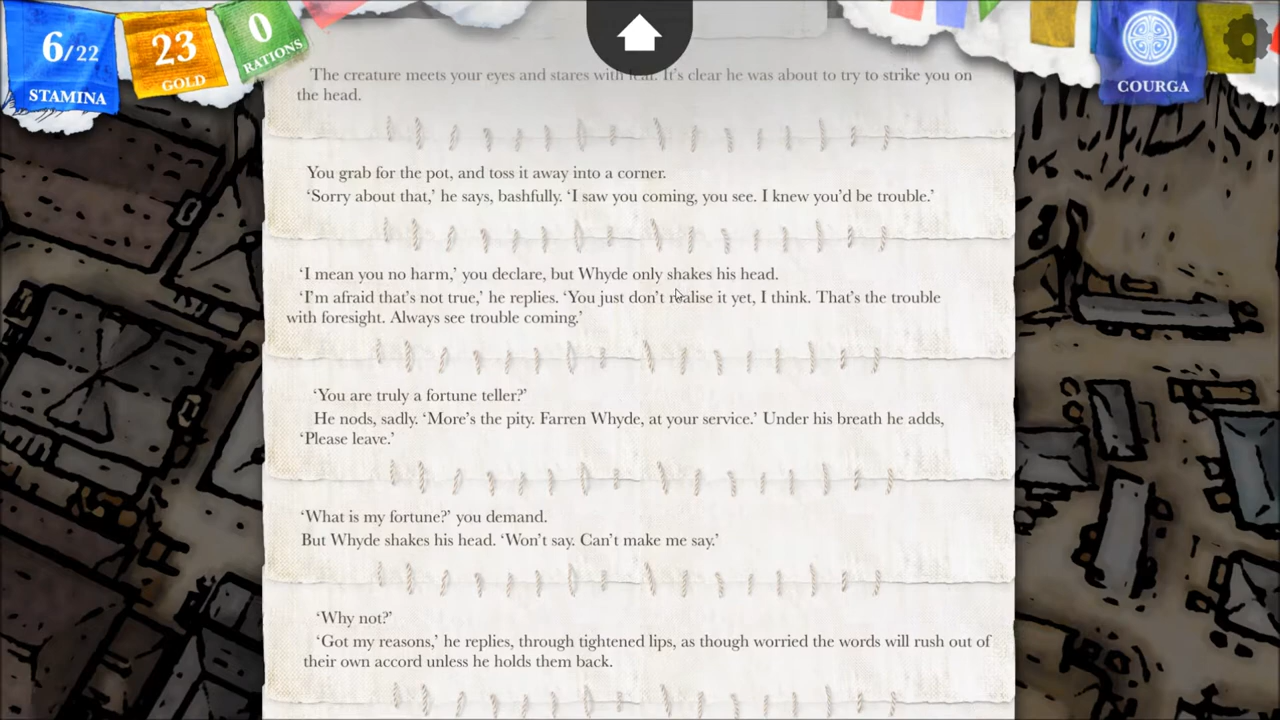 6/22
STAMINA
23
GOLD
0
RATIONS
COURGA
The creature meets your eyes and stares with fear. It's clear he was about to try to strike you on
the head.
You grab for the pot, and toss it away into a corner.
‘Sorry about that,’ he says, bashfully. ‘I saw you coming, you see. I knew you’d be trouble.’
‘I mean you no harm,’ you declare, but Whyde only shakes his head.
‘I’m afraid that’s not true,’ he replies. ‘You just don’t realise it yet, I think. That’s the trouble
with foresight. Always see trouble coming.’
‘You are truly a fortune teller?’
He nods, sadly. ‘More’s the pity. Farren Whyde, at your service.’ Under his breath he adds,
‘Please leave.’
‘What is my fortune?’ you demand.
But Whyde shakes his head. ‘Won’t say. Can’t make me say.’
‘Why not?’
‘Got my reasons,’ he replies, through tightened lips, as though worried the words will rush out of
their own accord unless he holds them back.